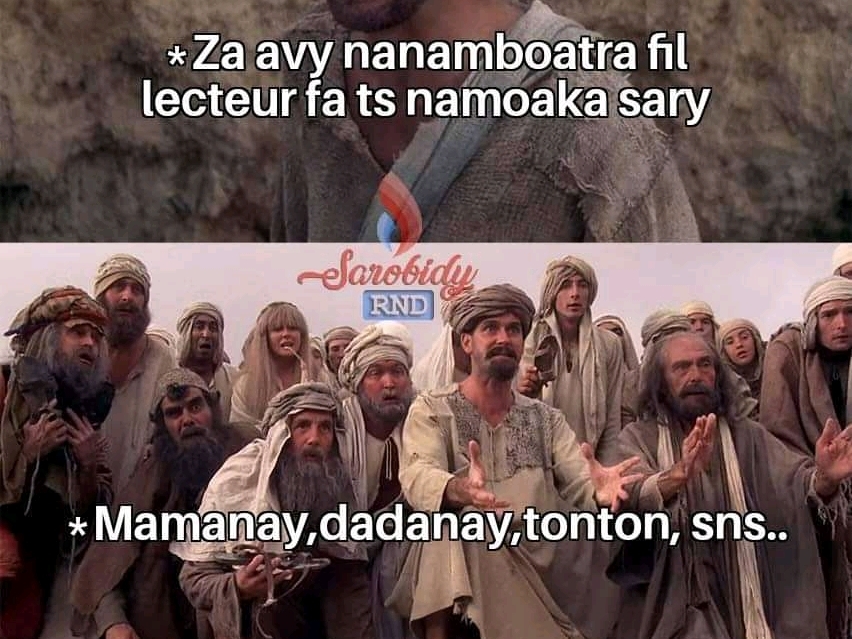 *Za avy nanamboatra fil
lecteur fa ts namoaka sary
Sarobidy
RND
*Mamanay,dadanay,tonton, sns..